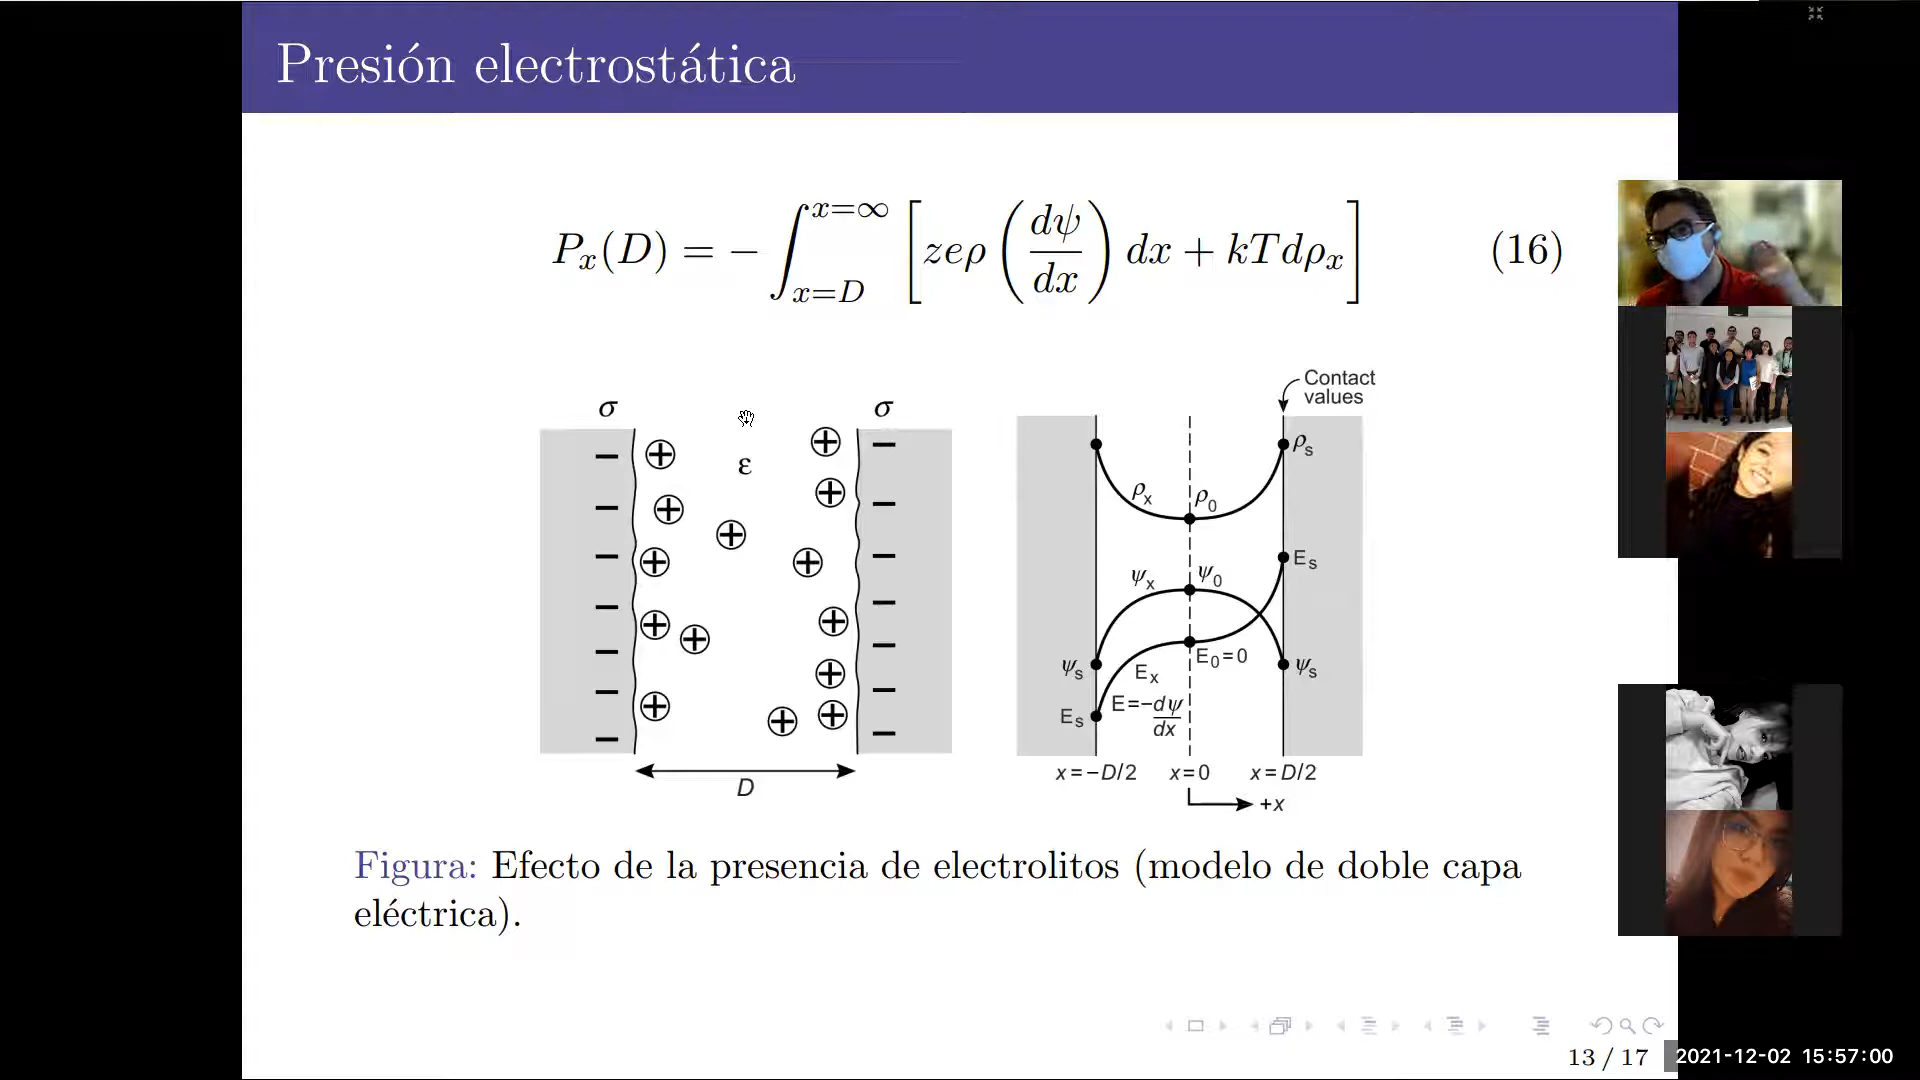 Presión electrostática
P_x(D) = -∫_{x=D}^{x=∞} [zeρ (dψ/dx) dx + kTdρ_x] (16)
σ σ
ε
D
Contact
values
ρ_s
ρ_x ρ_0
E_s
ψ_x ψ_0
ψ_s E_x E_0=0 ψ_s
E_s E=-dψ/dx
x=-D/2 x=0 x=D/2
+x
Figura: Efecto de la presencia de electrolitos (modelo de doble capa
eléctrica).
13 / 17
2021-12-02 15:57:00